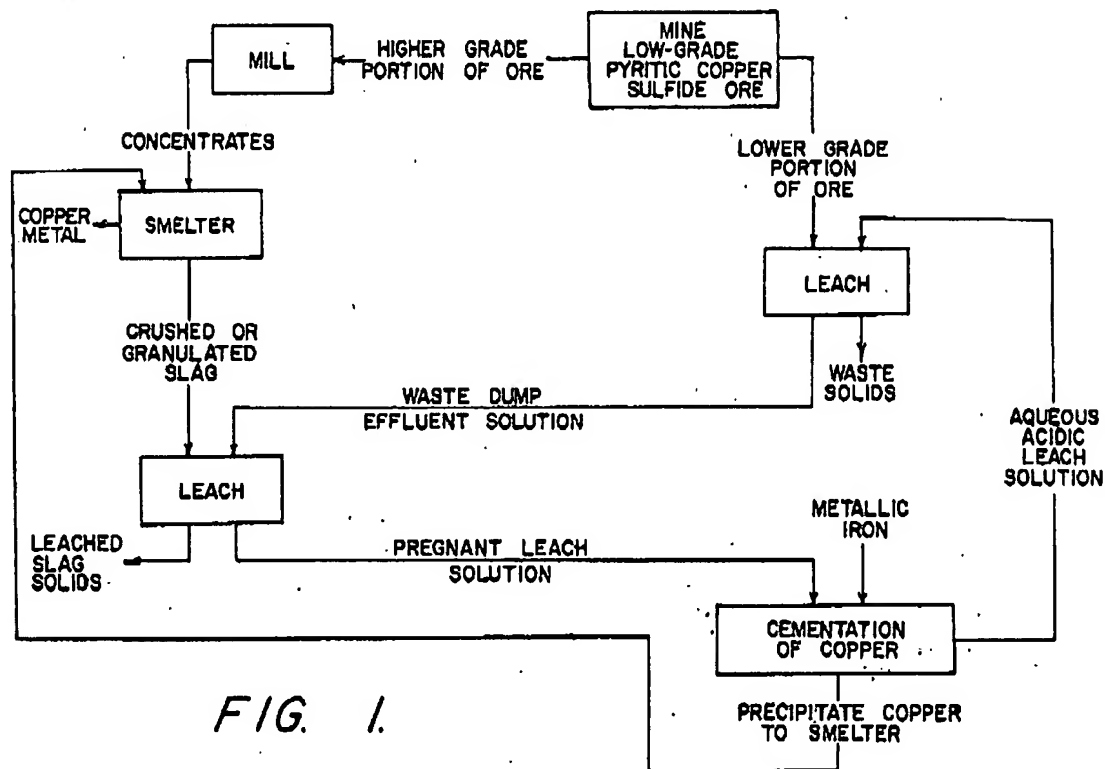 MILL
HIGHER GRADE
PORTION OF ORE
MINE
LOW-GRADE
PYRITIC COPPER
SULFIDE ORE
CONCENTRATES
LOWER GRADE
PORTION
OF ORE
COPPER
METAL
SMELTER
LEACH
CRUSHED OR
GRANULATED
SLAG
WASTE
SOLIDS
WASTE DUMP
EFFLUENT SOLUTION
AQUEOUS
ACIDIC
LEACH
SOLUTION
LEACH
METALLIC
IRON
LEACHED
SLAG
SOLIDS
PREGNANT LEACH
SOLUTION
CEMENTATION
OF COPPER
FIG. 1.
PRECIPITATE COPPER
TO SMELTER